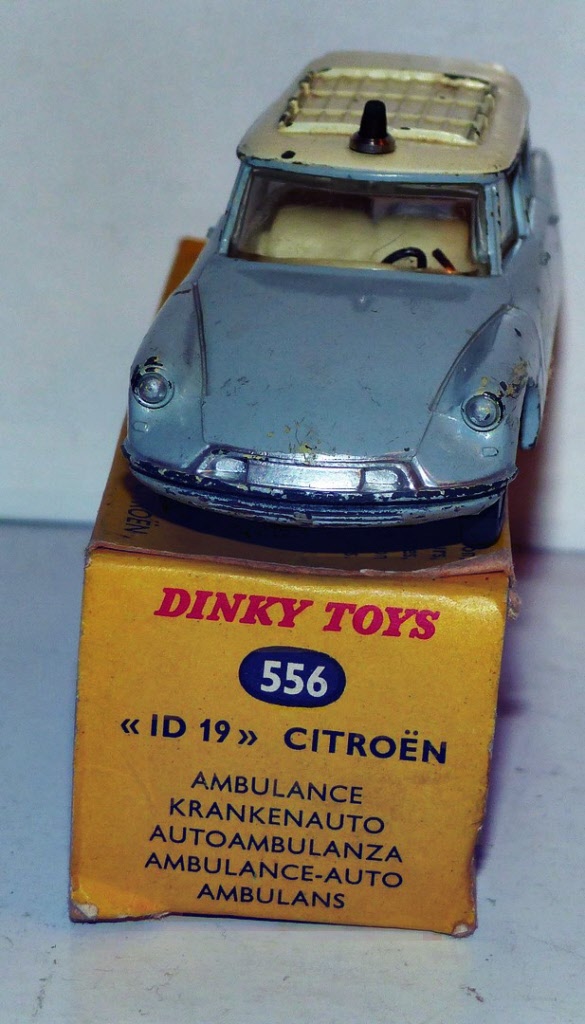 DINKY TOYS
556
« ID 19 » CITROËN
AMBULANCE
KRANKENAUTO
AUTOAMBULANZA
AMBULANCE-AUTO
AMBULANS